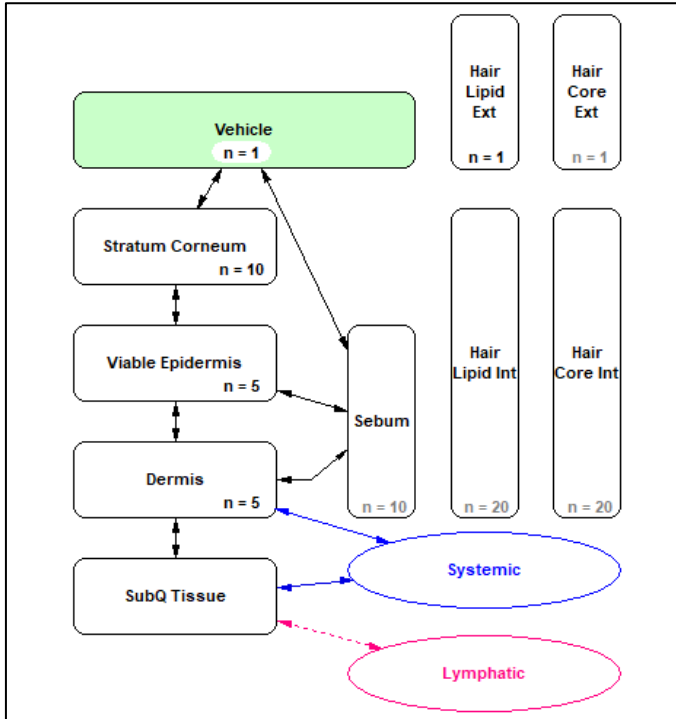 Hair
Lipid
Ext
n = 1
Hair
Core
Ext
n = 1
Vehicle
n = 1
Stratum Corneum
n = 10
Viable Epidermis
n = 5
Dermis
n = 5
SubQ Tissue
Sebum
n = 10
Hair
Lipid Int
n = 20
Hair
Core Int
n = 20
Systemic
Lymphatic